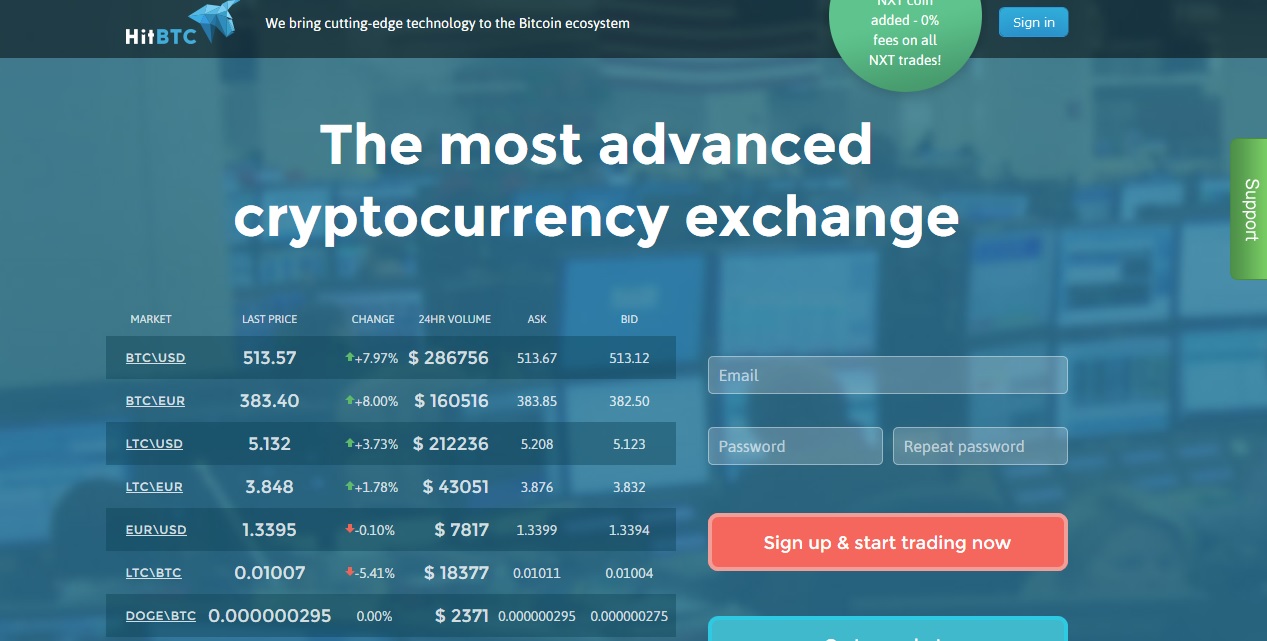 HitBTC
We bring cutting-edge technology to the Bitcoin ecosystem
NXT coin
added - 0%
fees on all
NXT trades!
Sign in
The most advanced
cryptocurrency exchange
Support
MARKET LAST PRICE CHANGE 24HR VOLUME ASK BID
BTC\USD 513.57 +7.97% $ 286756 513.67 513.12
BTC\EUR 383.40 +8.00% $ 160516 383.85 382.50
LTC\USD 5.132 +3.73% $ 212236 5.208 5.123
LTC\EUR 3.848 +1.78% $ 43051 3.876 3.832
EUR\USD 1.3395 -0.10% $ 7817 1.3399 1.3394
LTC\BTC 0.01007 -5.41% $ 18377 0.01011 0.01004
DOGE\BTC 0.000000295 0.00% $ 2371 0.000000295 0.000000275
Email
Password Repeat password
Sign up & start trading now